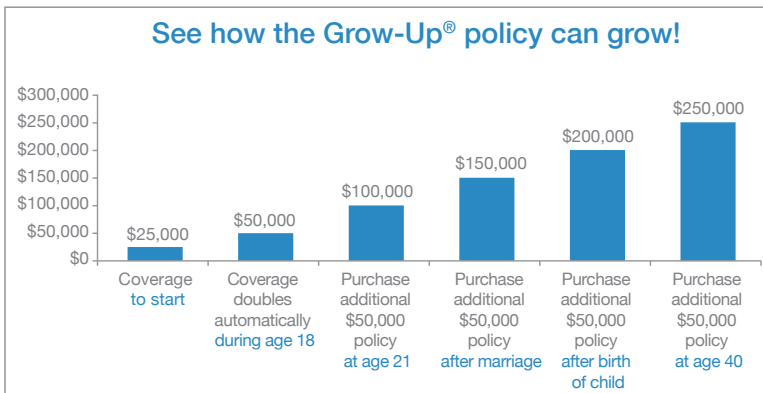 See how the Grow-Up® policy can grow!
$300,000
$250,000
$200,000
$150,000
$100,000
$50,000
$0
$25,000
$50,000
$100,000
$150,000
$200,000
$250,000
Coverage
to start
Coverage
doubles
automatically
during age 18
Purchase
additional
$50,000
policy
at age 21
Purchase
additional
$50,000
policy
after marriage
Purchase
additional
$50,000
policy
after birth
of child
Purchase
additional
$50,000
policy
at age 40